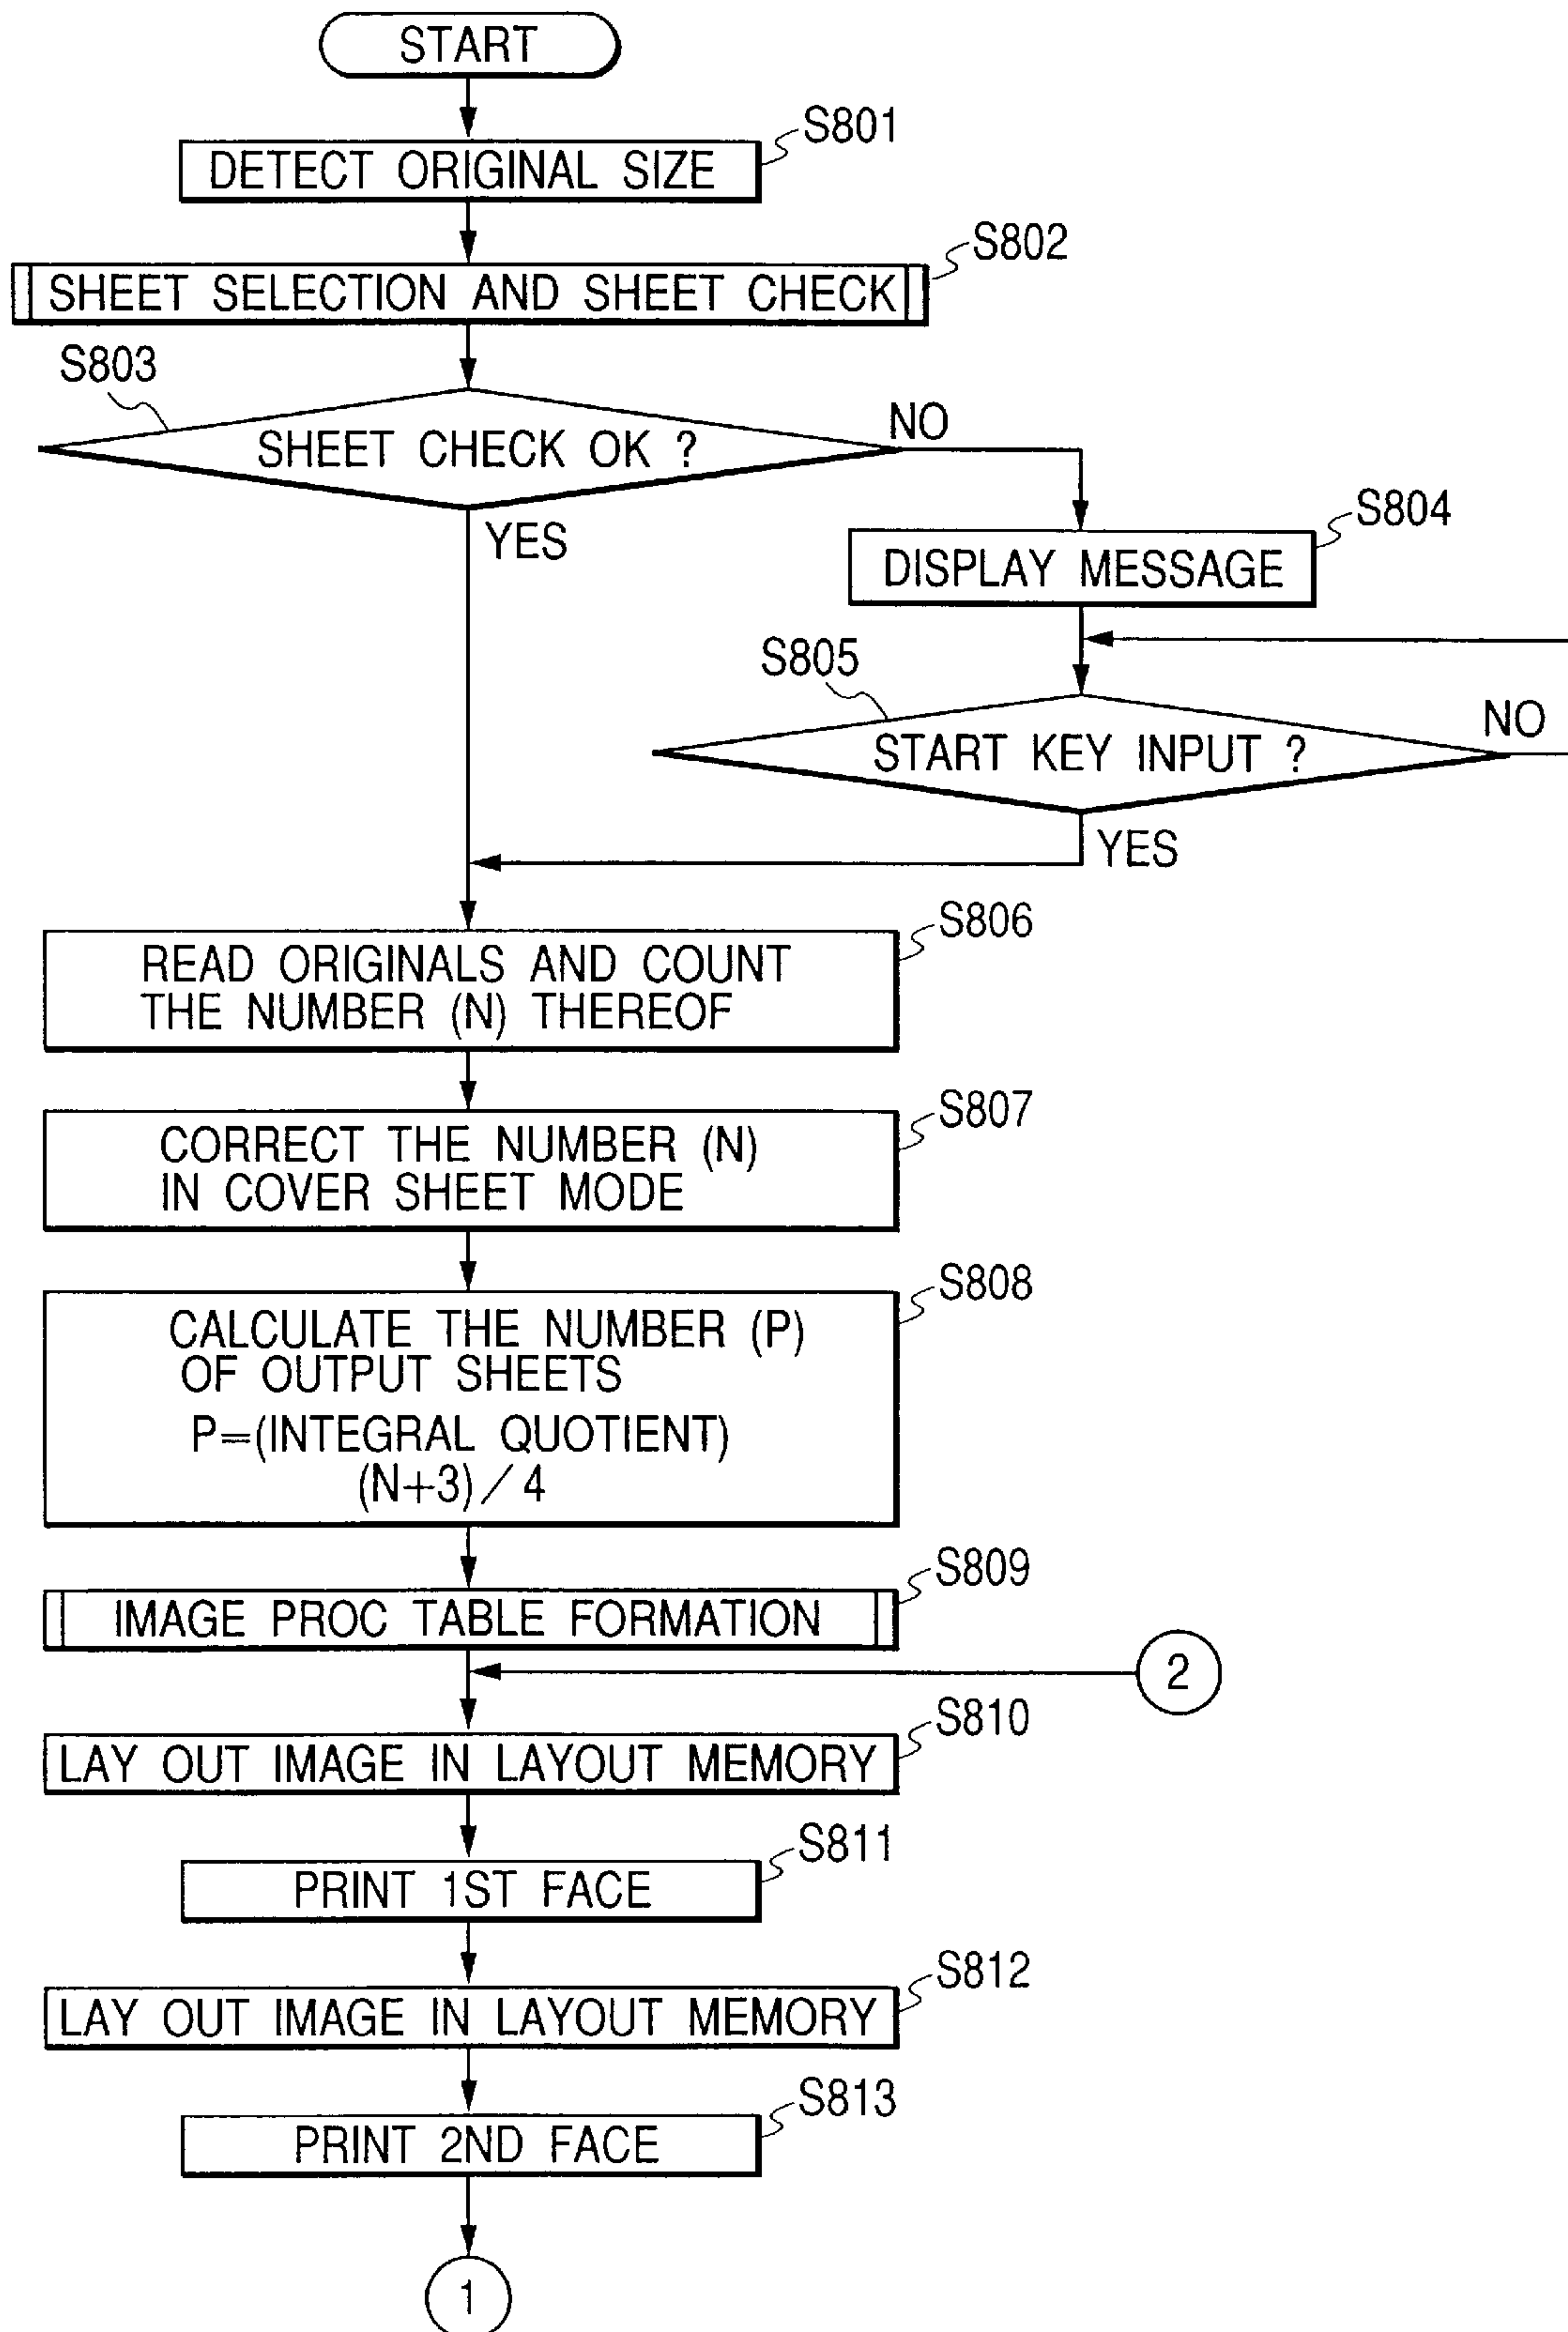 START
S801
DETECT ORIGINAL SIZE
S802
SHEET SELECTION AND SHEET CHECK
S803
SHEET CHECK OK ?
NO
YES
S804
DISPLAY MESSAGE
S805
START KEY INPUT ?
NO
YES
S806
READ ORIGINALS AND COUNT
THE NUMBER (N) THEREOF
S807
CORRECT THE NUMBER (N)
IN COVER SHEET MODE
S808
CALCULATE THE NUMBER (P)
OF OUTPUT SHEETS
P=(INTEGRAL QUOTIENT)
(N+3)/4
S809
IMAGE PROC TABLE FORMATION
2
S810
LAY OUT IMAGE IN LAYOUT MEMORY
S811
PRINT 1ST FACE
S812
LAY OUT IMAGE IN LAYOUT MEMORY
S813
PRINT 2ND FACE
1